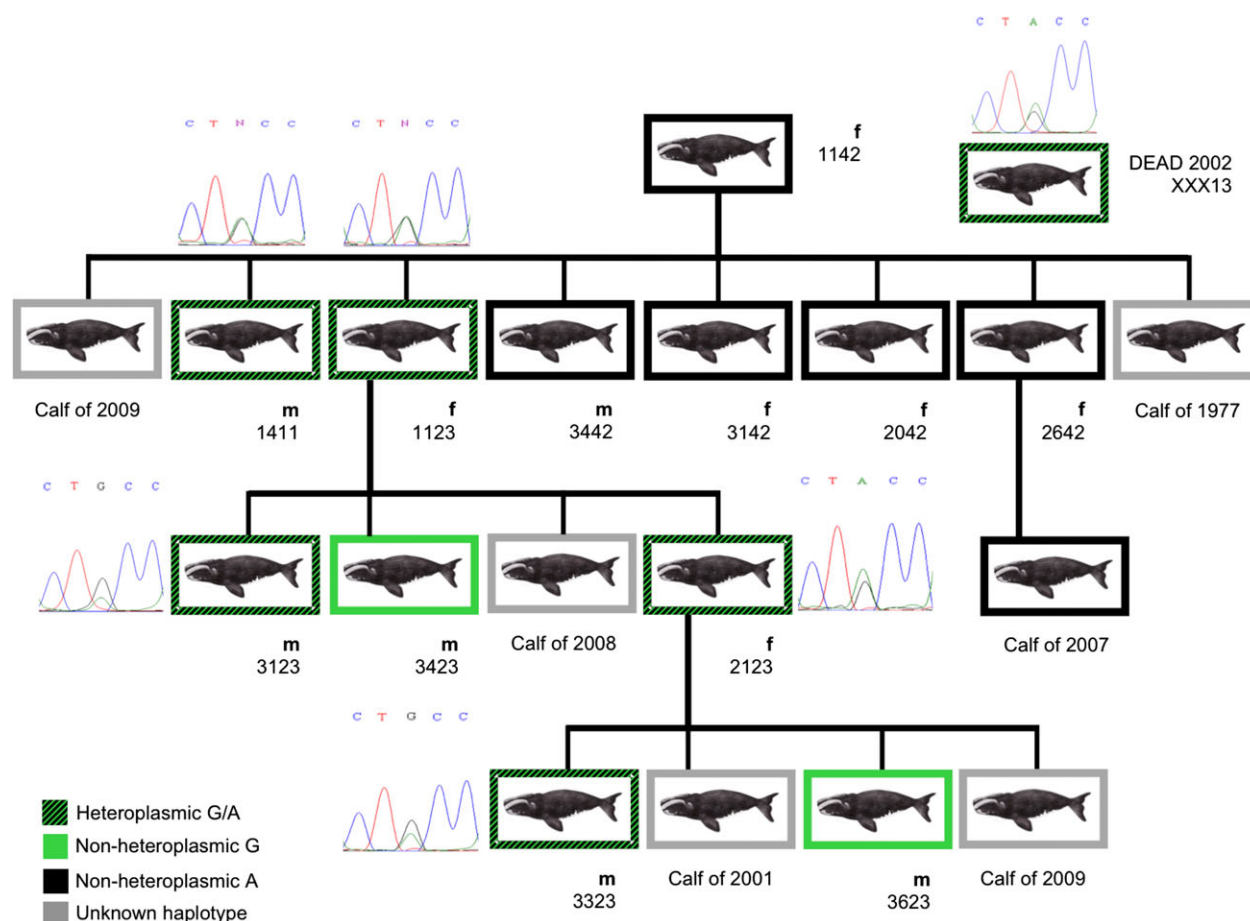 C T A C C
C T N C C
C T N C C
f
1142
DEAD 2002
XXX13
Calf of 2009
m
1411
f
1123
m
3442
f
3142
f
2042
f
2642
Calf of 1977
C T G C C
C T A C C
m
3123
m
3423
Calf of 2008
f
2123
Calf of 2007
C T G C C
m
3323
Calf of 2001
m
3623
Calf of 2009
Heteroplasmic G/A
Non-heteroplasmic G
Non-heteroplasmic A
Unknown haplotype